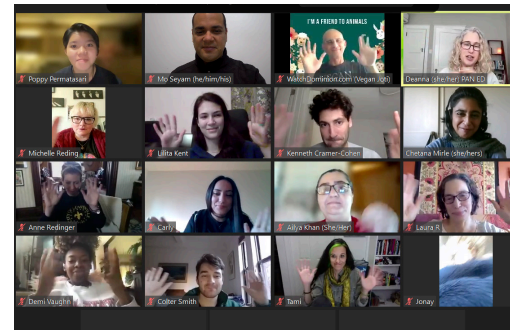 I'M A FRIEND TO ANIMALS
Poppy Permatasari
Mo Seyam (he/him/his)
WatchDominion.com (Vegan Joti)
Deanna (she/her) PAN ED
Michelle Reding
Lilita Kent
Kenneth Cramer-Cohen
Chetana Mirle (she/hers)
Anne Redinger
Carly
Ailya Khan (She/Her)
Laura R
Demi Vaughn
Colter Smith
Tami
Jonay